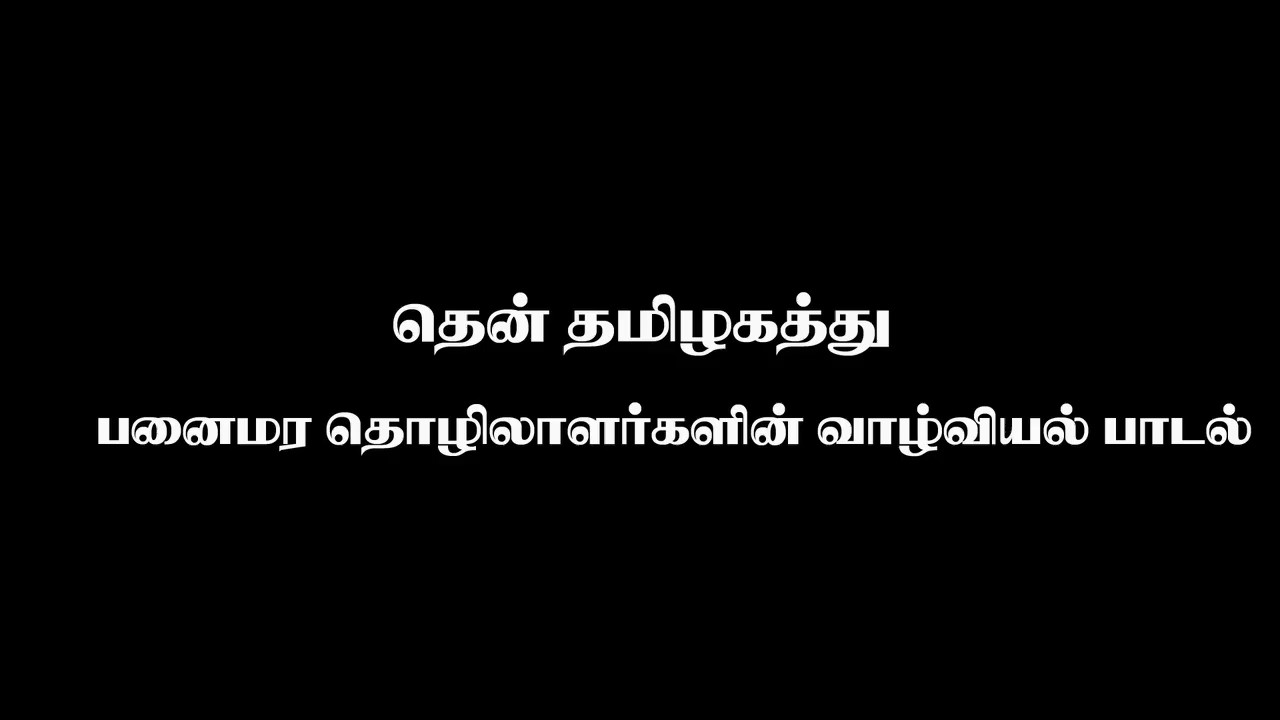 தென் தமிழகத்து
பனைமர தொழிலாளர்களின் வாழ்வியல் பாடல்